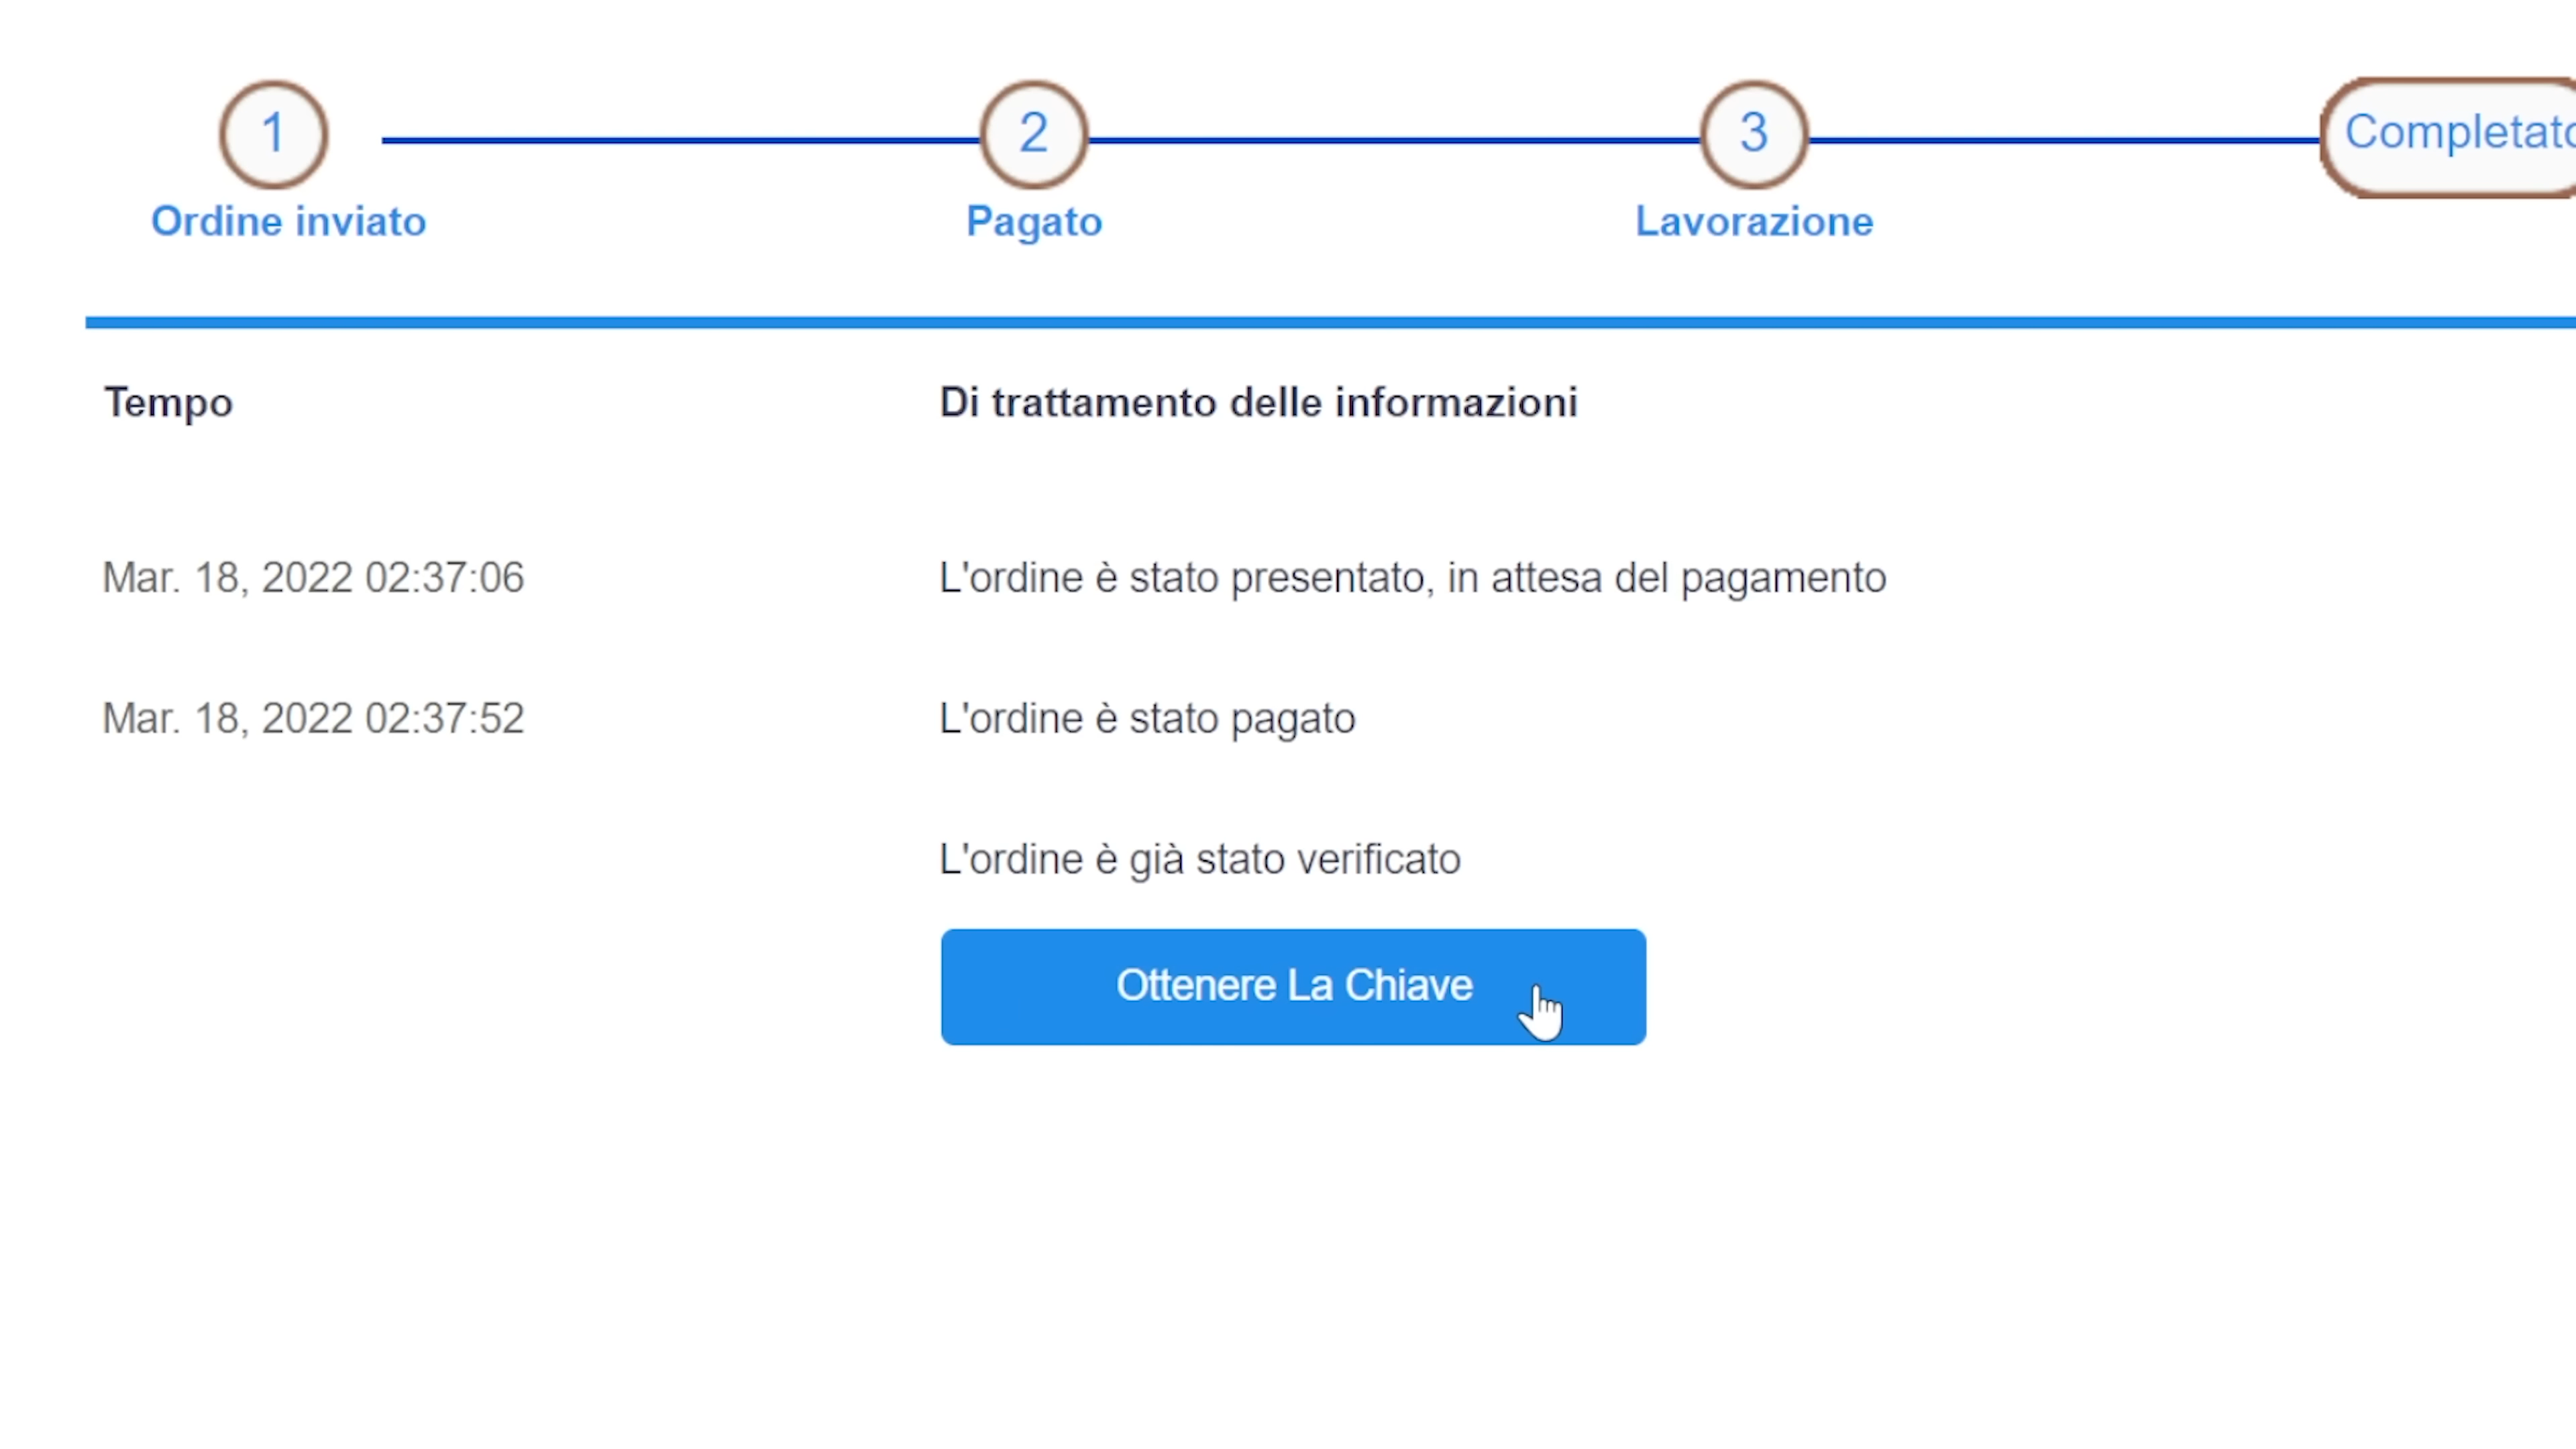 1
2
3
Completato
Ordine inviato
Pagato
Lavorazione
Tempo
Di trattamento delle informazioni
Mar. 18, 2022 02:37:06
L'ordine è stato presentato, in attesa del pagamento
Mar. 18, 2022 02:37:52
L'ordine è stato pagato
L'ordine è già stato verificato
Ottenere La Chiave